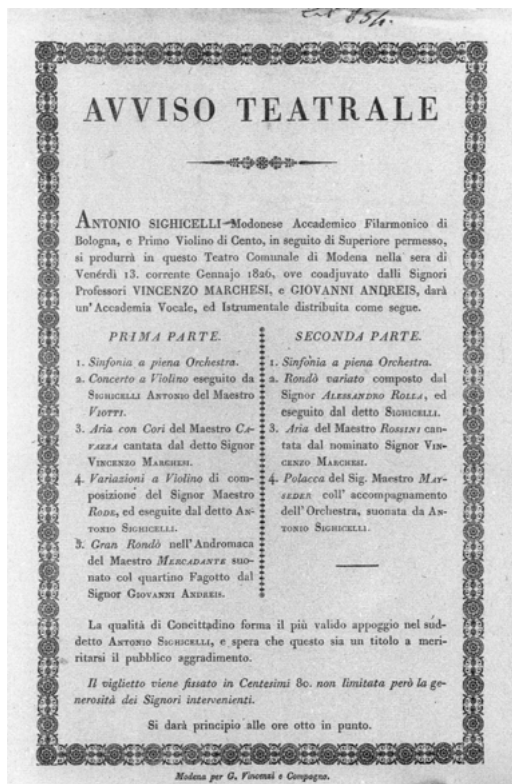 AVVISO TEATRALE
ANTONIO SIGHICELLI Modonese Accademico Filarmonico di
Bologna, e Primo Violino di Cento, in seguito di Superiore permesso,
si produrrà in questo Teatro Comunale di Modena nella sera di
Venérdì 13. corrente Gennajo 1826, ove coadjuvato dalli Signori
Professori VINCENZO MARCHESI, e GIOVANNI ANDREIS, darà
un' Accademia Vocale, ed Istrumentale distribuita come segue.
PRIMA PARTE.
1. Sinfonia a piena Orchestra.
2. Concerto a Violino eseguito da
SIGHICELLI ANTONIO del Maestro
VIOTTI.
3. Aria con Cori del Maestro CA-
VAZZA cantata dal detto Signor
VINCENZO MARCHESI.
4. Variazioni a Violino di com-
posizione del Signor Maestro
RODE, ed eseguite dal detto AN-
TONIO SIGHICELLI.
5. Gran Rondò nell' Andromaca
del Maestro MERCADANTE suo-
nato col quartino Fagotto dal
Signor GIOVANNI ANDREIS.
SECONDA PARTE.
1. Sinfonia a piena Orchestra.
2. Rondò variato composto dal
Signor ALESSANDRO ROLLA, ed
eseguito dal detto SIGHICELLI.
3. Aria del Maestro ROSSINI can-
tata dal nominato Signor VIN-
CENZO MARCHESI.
4. Polacca del Sig. Maestro MAY-
SEDER coll' accompagnamento
dell' Orchestra, suonata da AN-
TONIO SIGHICELLI.
La qualità di Concittadino forma il più valido appoggio nel sud-
detto ANTONIO SIGHICELLI, e spera che questo sia un titolo a meri-
ritarsi il pubblico aggradimento.
Il viglietto viene fissato in Centesimi 80. non limitata però la ge-
nerosità dei Signori intervenienti.
Si darà principio alle ore otto in punto.
Modena per G. Vincenzi e Compagno.